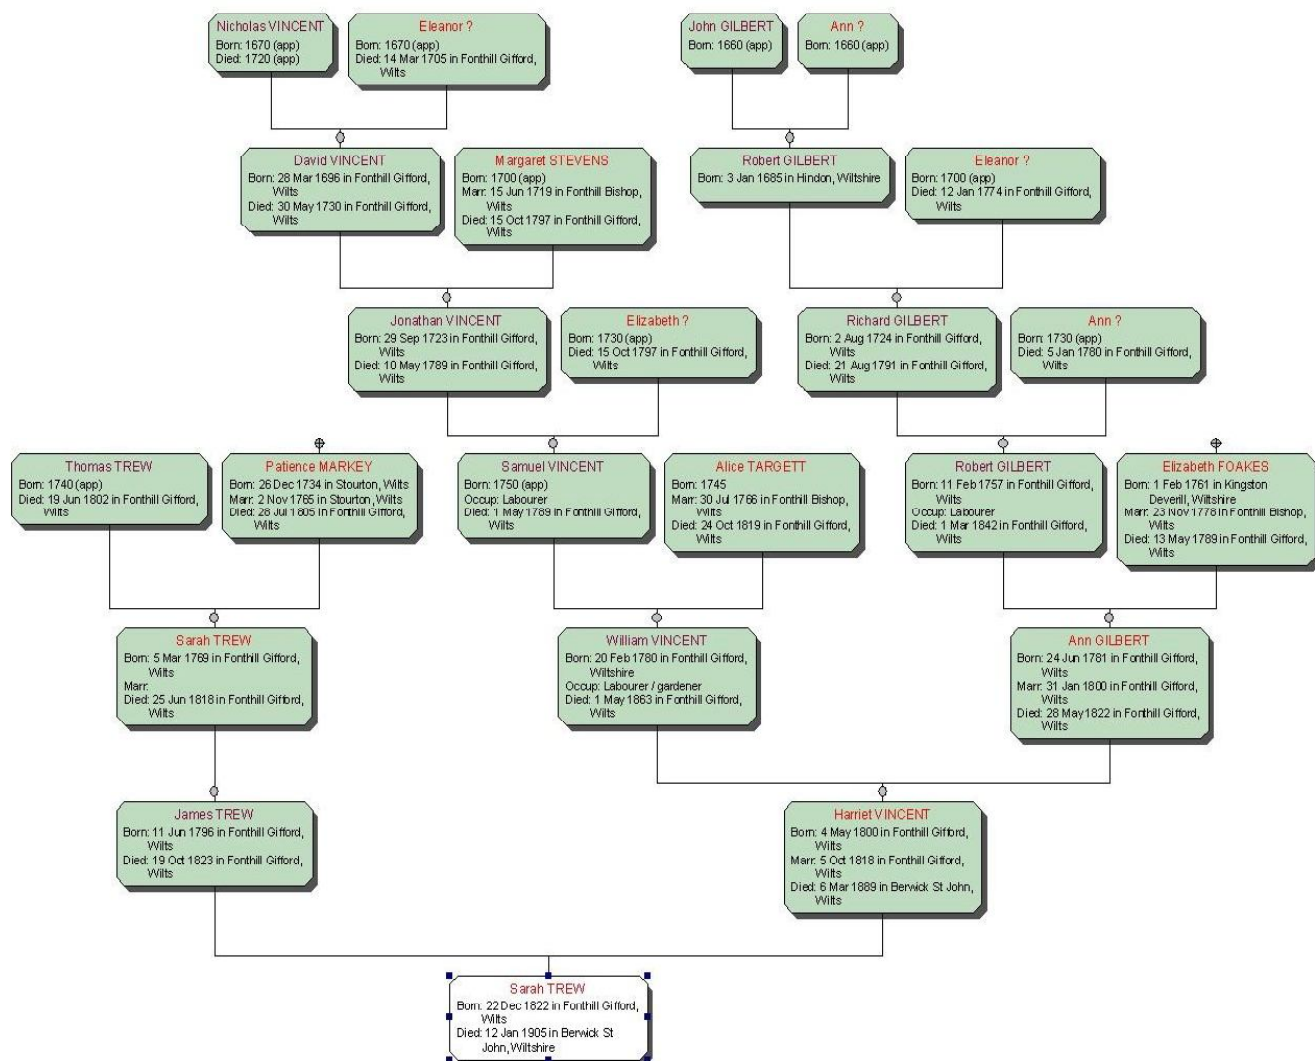 Nicholas VINCENT
Born: 1670 (app)
Died: 1720 (app)
Eleanor ?
Born: 1670 (app)
Died: 14 Mar 1705 in Fonthill Gifford,
Wilts
John GILBERT
Born: 1660 (app)
Ann ?
Born: 1660 (app)
David VINCENT
Born: 28 Mar 1696 in Fonthill Gifford,
Wilts
Died: 30 May 1730 in Fonthill Gifford,
Wilts
Margaret STEVENS
Born: 1700 (app)
Marr: 15 Jun 1719 in Fonthill Bishop,
Wilts
Died: 15 Oct 1797 in Fonthill Gifford,
Wilts
Robert GILBERT
Born: 3 Jan 1685 in Hindon, Wiltshire
Eleanor ?
Born: 1700 (app)
Died: 12 Jan 1774 in Fonthill Gifford,
Wilts
Jonathan VINCENT
Born: 29 Sep 1723 in Fonthill Gifford,
Wilts
Died: 10 May 1789 in Fonthill Gifford,
Wilts
Elizabeth ?
Born: 1730 (app)
Died: 15 Oct 1797 in Fonthill Gifford,
Wilts
Richard GILBERT
Born: 2 Aug 1724 in Fonthill Gifford,
Wilts
Died: 21 Aug 1791 in Fonthill Gifford,
Wilts
Ann ?
Born: 1730 (app)
Died: 5 Jan 1780 in Fonthill Gifford,
Wilts
Thomas TREW
Born: 1740 (app)
Died: 19 Jun 1802 in Fonthill Gifford,
Wilts
Patience MARKEY
Born: 26 Dec 1734 in Stourton, Wilts
Marr: 2 Nov 1765 in Stourton, Wilts
Died: 28 Jul 1805 in Fonthill Gifford,
Wilts
Samuel VINCENT
Born: 1750 (app)
Occup: Labourer
Died: 1 May 1789 in Fonthill Gifford,
Wilts
Alice TARGETT
Born: 1745
Marr: 30 Jul 1766 in Fonthill Bishop,
Wilts
Died: 24 Oct 1819 in Fonthill Gifford,
Wilts
Robert GILBERT
Born: 11 Feb 1757 in Fonthill Gifford,
Wilts
Occup: Labourer
Died: 1 Mar 1842 in Fonthill Gifford,
Wilts
Elizabeth FOAKES
Born: 1 Feb 1761 in Kingston
Deverill, Wiltshire
Marr: 23 Nov 1778 in Fonthill Bishop,
Wilts
Died: 13 May 1789 in Fonthill Gifford,
Wilts
Sarah TREW
Born: 5 Mar 1769 in Fonthill Gifford,
Wilts
Marr:
Died: 25 Jun 1818 in Fonthill Gifford,
Wilts
William VINCENT
Born: 20 Feb 1780 in Fonthill Gifford,
Wiltshire
Occup: Labourer / gardener
Died: 1 May 1863 in Fonthill Gifford,
Wilts
Ann GILBERT
Born: 24 Jun 1781 in Fonthill Gifford,
Wilts
Marr: 31 Jan 1800 in Fonthill Gifford,
Wilts
Died: 28 May 1822 in Fonthill Gifford,
Wilts
James TREW
Born: 11 Jun 1796 in Fonthill Gifford,
Wilts
Died: 19 Oct 1823 in Fonthill Gifford,
Wilts
Harriet VINCENT
Born: 4 May 1800 in Fonthill Gifford,
Wilts
Marr: 5 Oct 1818 in Fonthill Gifford,
Wilts
Died: 6 Mar 1889 in Berwick St John,
Wilts
Sarah TREW
Born: 22 Dec 1822 in Fonthill Gifford,
Wilts
Died: 12 Jan 1905 in Berwick St
John, Wiltshire